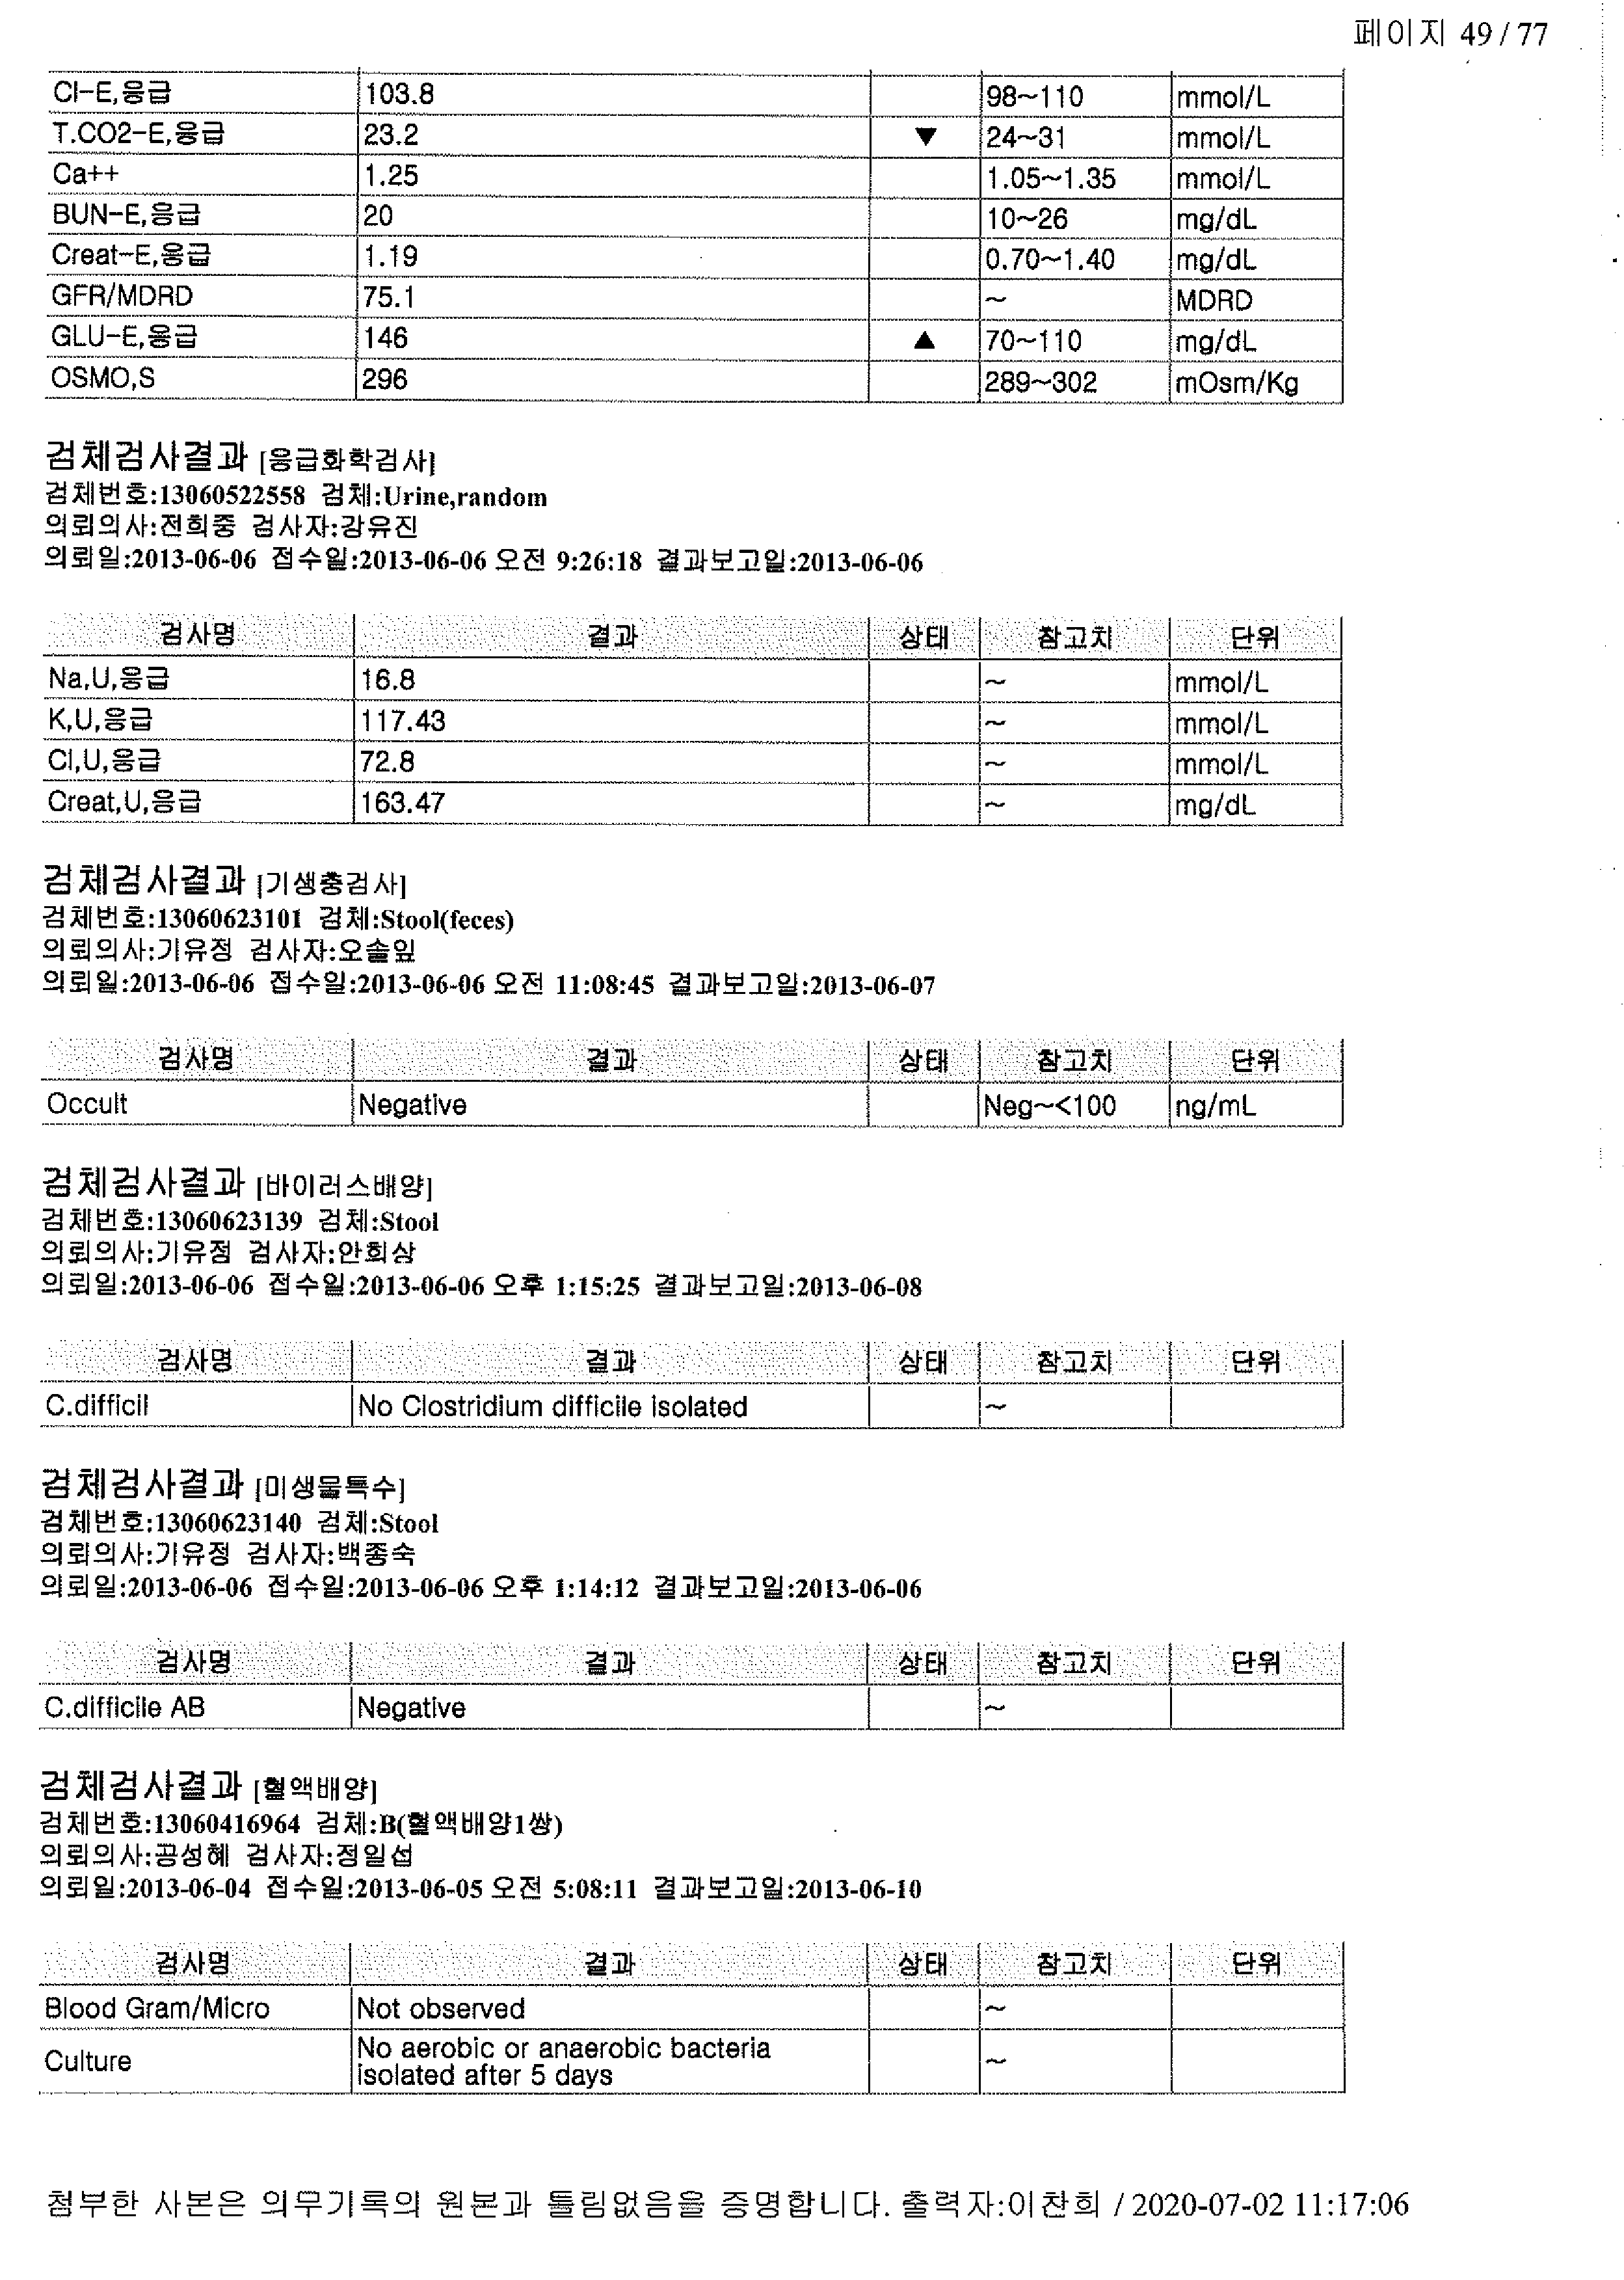 페이지 49 / 77
Cl-E,응급 103.8 98~110 mmol/L
T.CO2-E,응급 23.2 ▼ 24~31 mmol/L
Ca++ 1.25 1.05~1.35 mmol/L
BUN-E,응급 20 10~26 mg/dL
Creat-E,응급 1.19 0.70~1.40 mg/dL
GFR/MDRD 75.1 ~ MDRD
GLU-E,응급 146 ▲ 70~110 mg/dL
OSMO,S 296 289~302 mOsm/Kg
검체검사결과 [응급화학검사]
검체번호:13060522558 검체:Urine,random
의뢰의사:전희중 검사자:강유진
의뢰일:2013-06-06 접수일:2013-06-06 오전 9:26:18 결과보고일:2013-06-06
검사명 결과 상태 참고치 단위
Na,U,응급 16.8 ~ mmol/L
K,U,응급 117.43 ~ mmol/L
Cl,U,응급 72.8 ~ mmol/L
Creat,U,응급 163.47 ~ mg/dL
검체검사결과 [기생충검사]
검체번호:13060623101 검체:Stool(feces)
의뢰의사:기유정 검사자:오솔잎
의뢰일:2013-06-06 접수일:2013-06-06 오전 11:08:45 결과보고일:2013-06-07
검사명 결과 상태 참고치 단위
Occult Negative Neg~<100 ng/mL
검체검사결과 [바이러스배양]
검체번호:13060623139 검체:Stool
의뢰의사:기유정 검사자:안희상
의뢰일:2013-06-06 접수일:2013-06-06 오후 1:15:25 결과보고일:2013-06-08
검사명 결과 상태 참고치 단위
C.difficil No Clostridium difficile isolated ~
검체검사결과 [미생물특수]
검체번호:13060623140 검체:Stool
의뢰의사:기유정 검사자:백종숙
의뢰일:2013-06-06 접수일:2013-06-06 오후 1:14:12 결과보고일:2013-06-06
검사명 결과 상태 참고치 단위
C.difficile AB Negative ~
검체검사결과 [혈액배양]
검체번호:13060416964 검체:B(혈액배양1쌍)
의뢰의사:공성혜 검사자:정일섭
의뢰일:2013-06-04 접수일:2013-06-05 오전 5:08:11 결과보고일:2013-06-10
검사명 결과 상태 참고치 단위
Blood Gram/Micro Not observed ~
Culture No aerobic or anaerobic bacteria ~
isolated after 5 days
첨부한 사본은 의무기록의 원본과 틀림없음을 증명합니다. 출력자:이찬희 / 2020-07-02 11:17:06